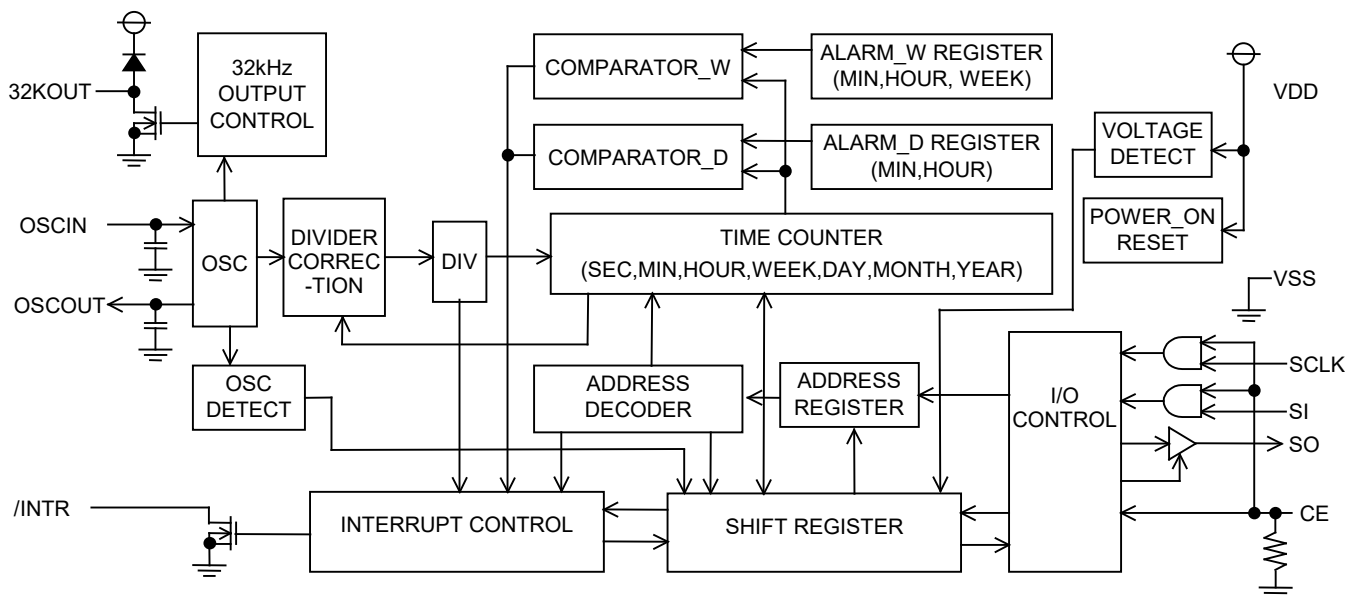 32KOUT
32kHz
OUTPUT
CONTROL
COMPARATOR_W
ALARM_W REGISTER
(MIN,HOUR, WEEK)
COMPARATOR_D
ALARM_D REGISTER
(MIN,HOUR)
VOLTAGE
DETECT
VDD
POWER_ON
RESET
OSCIN
OSCOUT
OSC
DIVIDER
CORREC
-TION
DIV
TIME COUNTER
(SEC,MIN,HOUR,WEEK,DAY,MONTH,YEAR)
VSS
OSC
DETECT
ADDRESS
DECODER
ADDRESS
REGISTER
I/O
CONTROL
SCLK
SI
SO
/INTR
INTERRUPT CONTROL
SHIFT REGISTER
CE